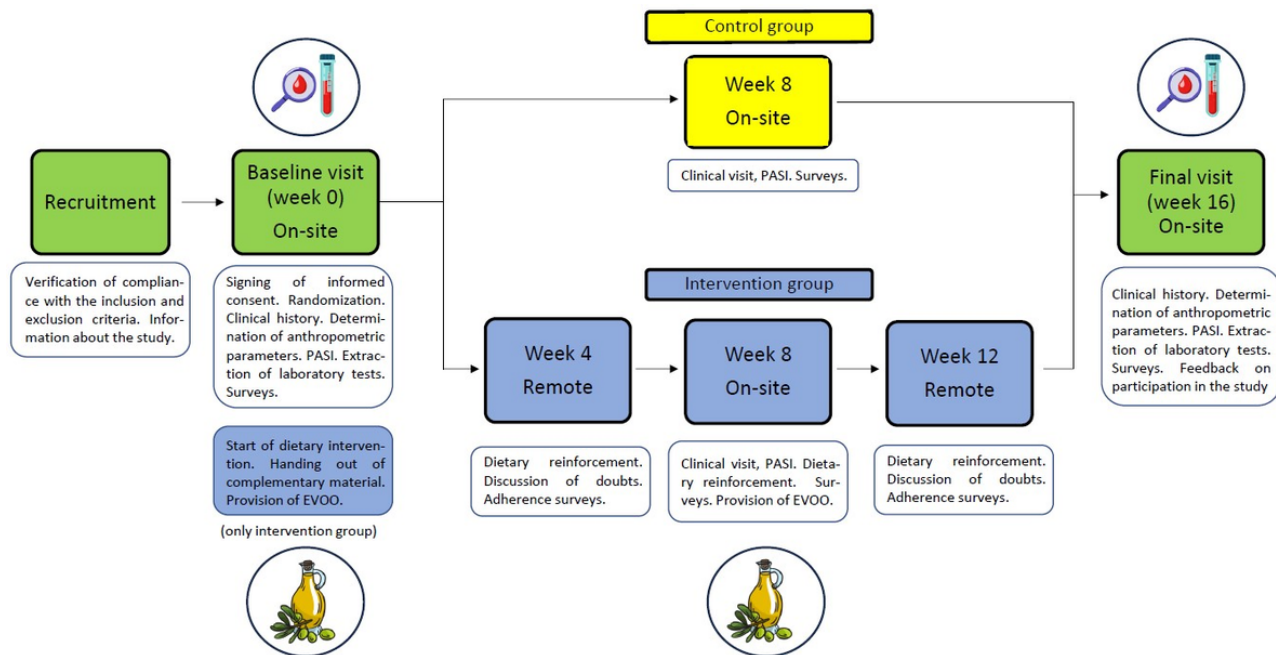 Control group
Week 8
On-site
Clinical visit, PASI. Surveys.
Recruitment
Verification of complian-
ce with the inclusion and
exclusion criteria. Infor-
mation about the study.
Baseline visit
(week 0)
On-site
Signing of informed
consent. Randomization.
Clinical history. Determi-
nation of anthropometric
parameters. PASI. Extrac-
tion of laboratory tests.
Surveys.
Start of dietary interven-
tion. Handing out of
complementary material.
Provision of EVOO.
(only intervention group)
Intervention group
Week 4
Remote
Dietary reinforcement.
Discussion of doubts.
Adherence surveys.
Week 8
On-site
Clinical visit, PASI. Dieta-
ry reinforcement. Sur-
veys. Provision of EVOO.
Week 12
Remote
Dietary reinforcement.
Discussion of doubts.
Adherence surveys.
Final visit
(week 16)
On-site
Clinical history. Determi-
nation of anthropometric
parameters. PASI. Extrac-
tion of laboratory tests.
Surveys. Feedback on
participation in the study